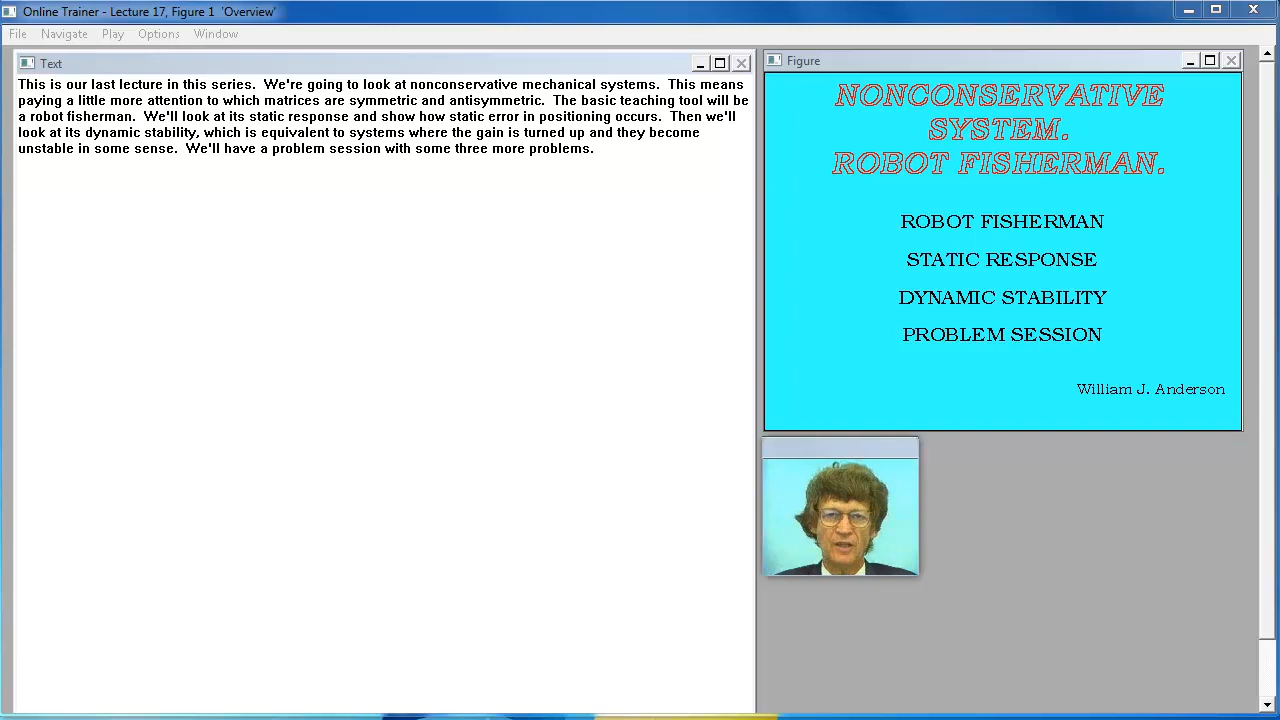 Online Trainer - Lecture 17, Figure 1  'Overview'
File Navigate Play Options Window
Text
This is our last lecture in this series.  We're going to look at nonconservative mechanical systems.  This means
paying a little more attention to which matrices are symmetric and antisymmetric.  The basic teaching tool will be
a robot fisherman.  We'll look at its static response and show how static error in positioning occurs.  Then we'll
look at its dynamic stability, which is equivalent to systems where the gain is turned up and they become
unstable in some sense.  We'll have a problem session with some three more problems.
Figure
NONCONSERVATIVE
SYSTEM.
ROBOT FISHERMAN.
ROBOT FISHERMAN
STATIC RESPONSE
DYNAMIC STABILITY
PROBLEM SESSION
William J. Anderson